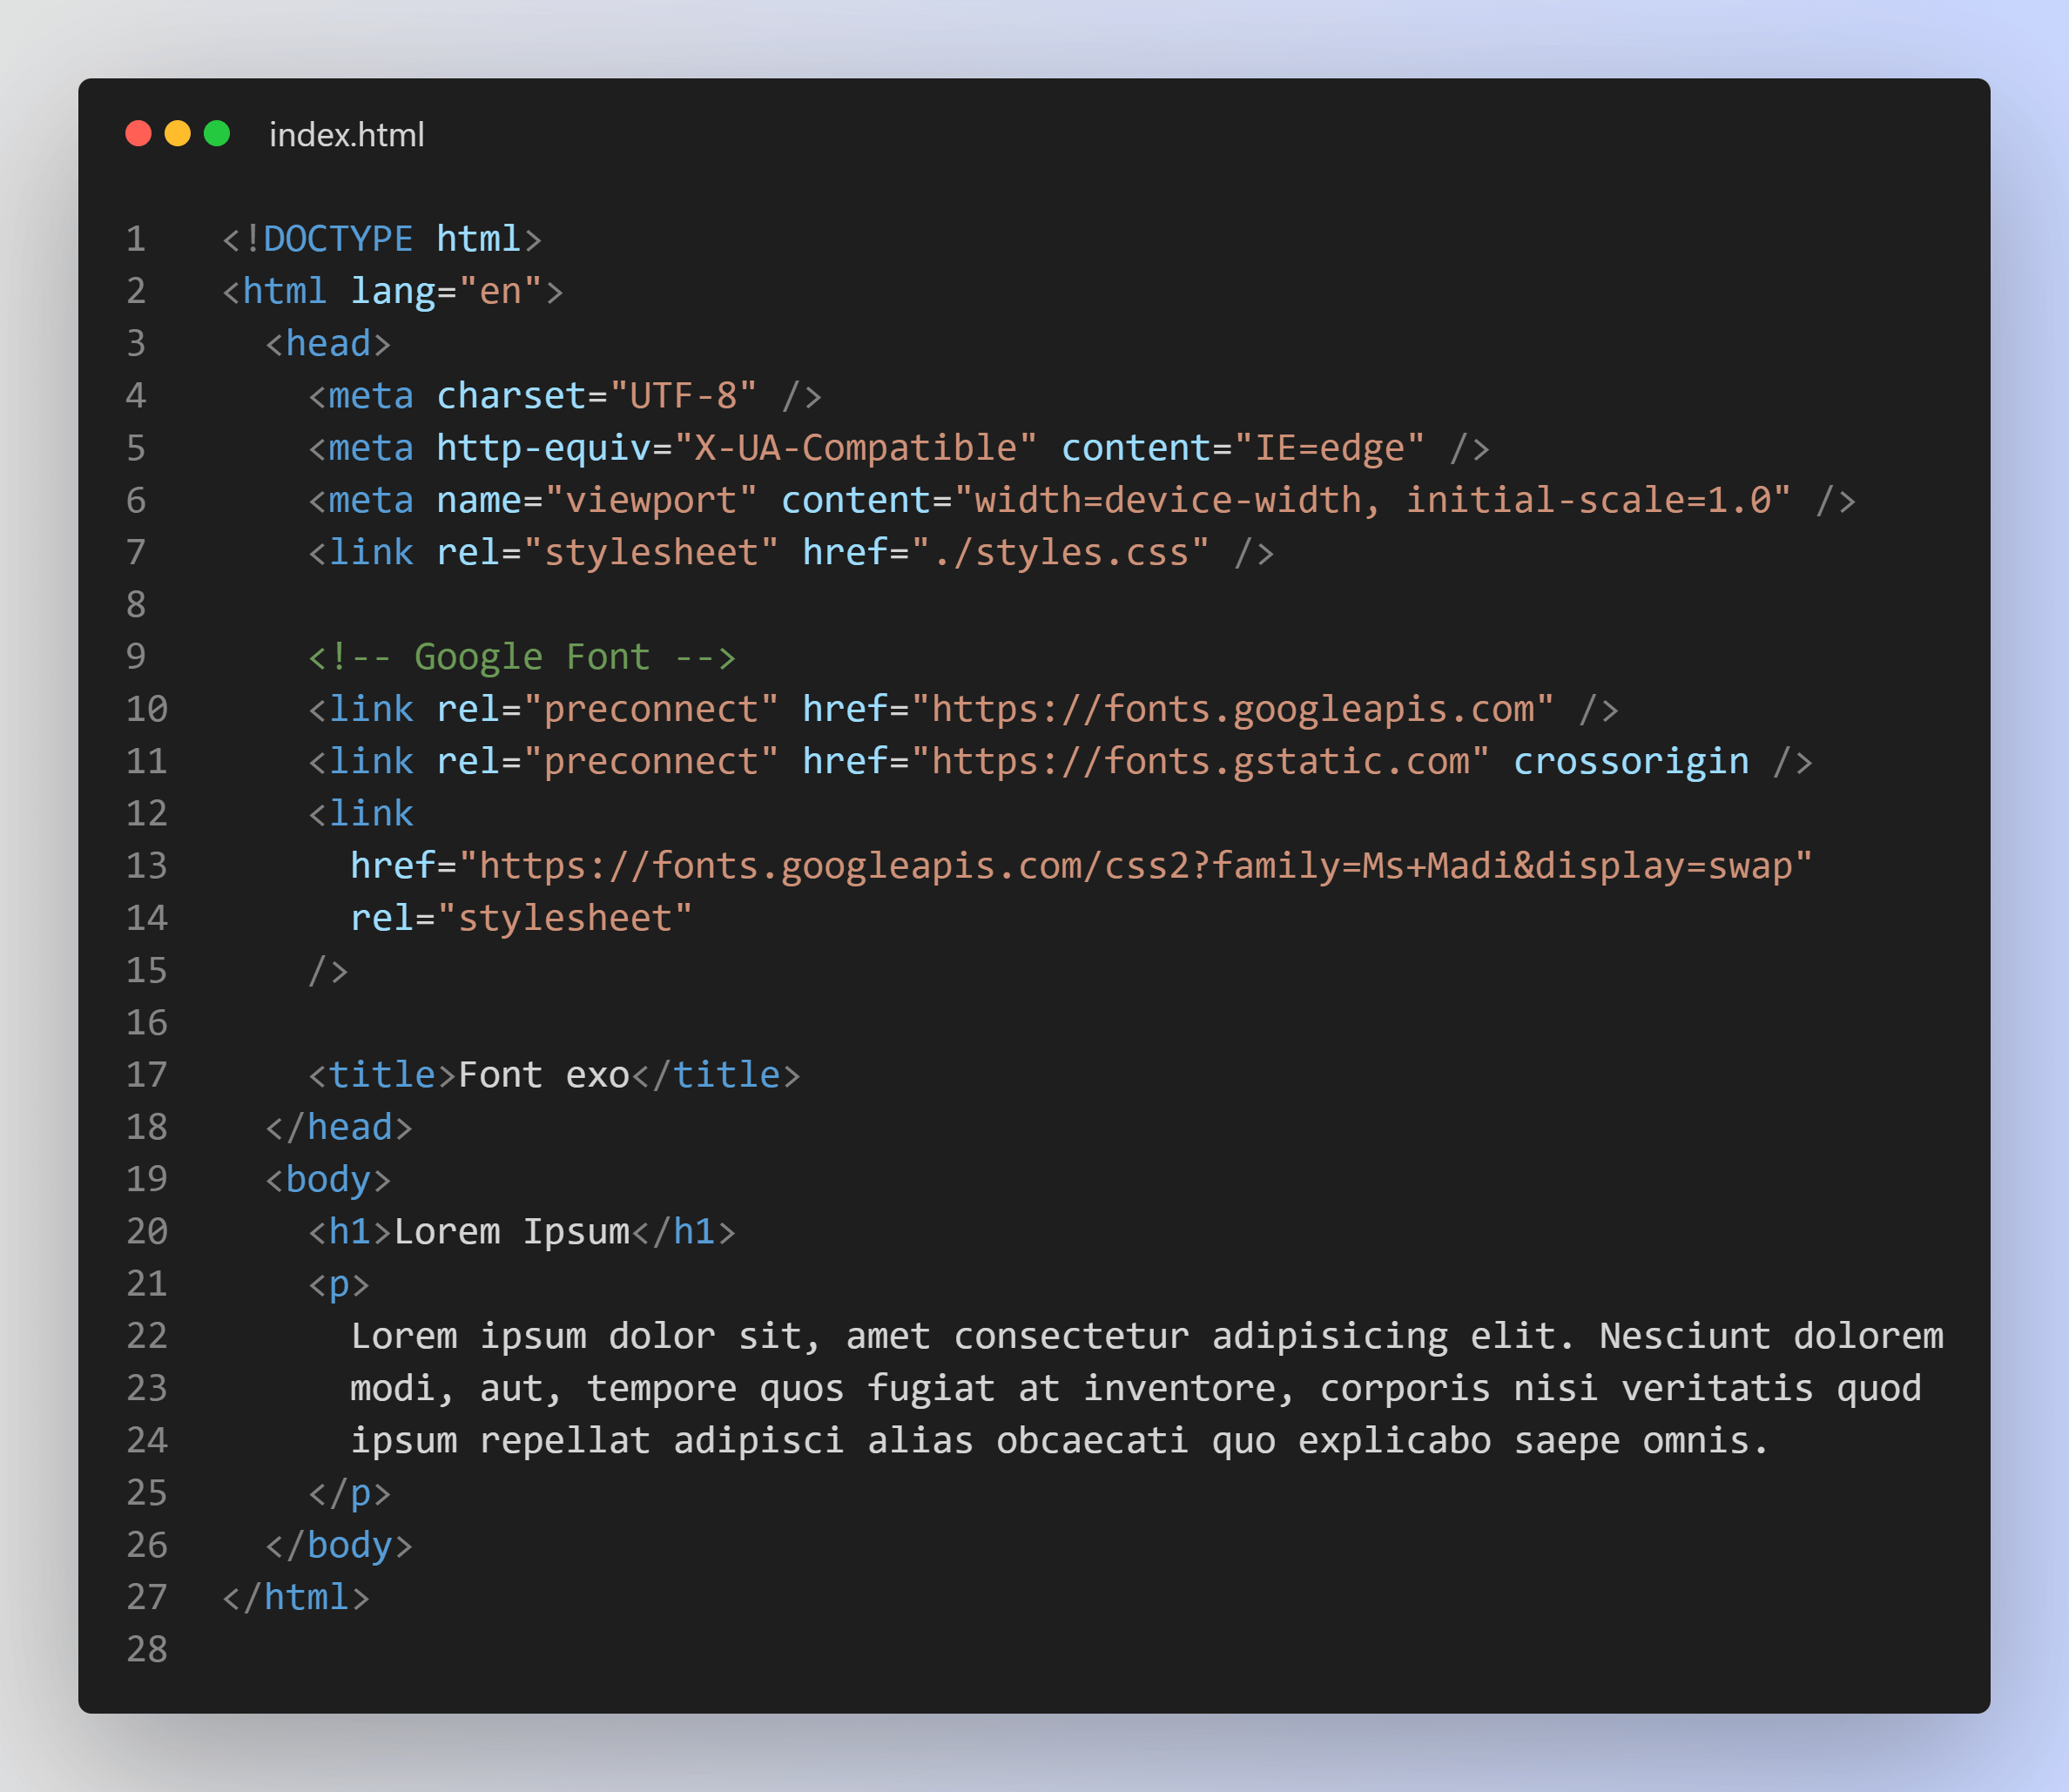 index.html
1 <!DOCTYPE html>
2 <html lang="en">
3   <head>
4     <meta charset="UTF-8" />
5     <meta http-equiv="X-UA-Compatible" content="IE=edge" />
6     <meta name="viewport" content="width=device-width, initial-scale=1.0" />
7     <link rel="stylesheet" href="./styles.css" />
8
9     <!-- Google Font -->
10     <link rel="preconnect" href="https://fonts.googleapis.com" />
11     <link rel="preconnect" href="https://fonts.gstatic.com" crossorigin />
12     <link
13       href="https://fonts.googleapis.com/css2?family=Ms+Madi&display=swap"
14       rel="stylesheet"
15     />
16
17     <title>Font exo</title>
18   </head>
19   <body>
20     <h1>Lorem Ipsum</h1>
21     <p>
22       Lorem ipsum dolor sit, amet consectetur adipisicing elit. Nesciunt dolorem
23       modi, aut, tempore quos fugiat at inventore, corporis nisi veritatis quod
24       ipsum repellat adipisci alias obcaecati quo explicabo saepe omnis.
25     </p>
26   </body>
27 </html>
28